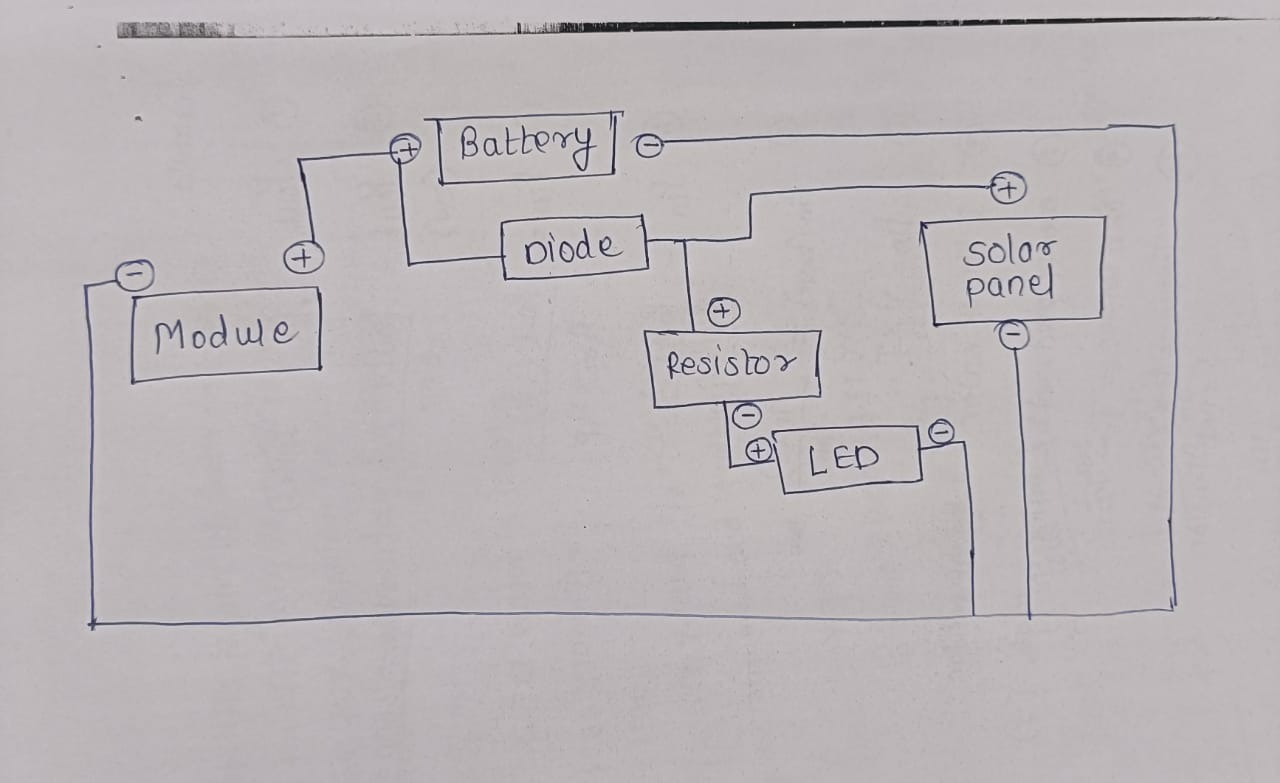 ⊕ Battery ⊖
⊕
Diode
Solar
panel
⊖
⊕
Module
⊕
Resistor
⊖
⊖
⊕ LED ⊖